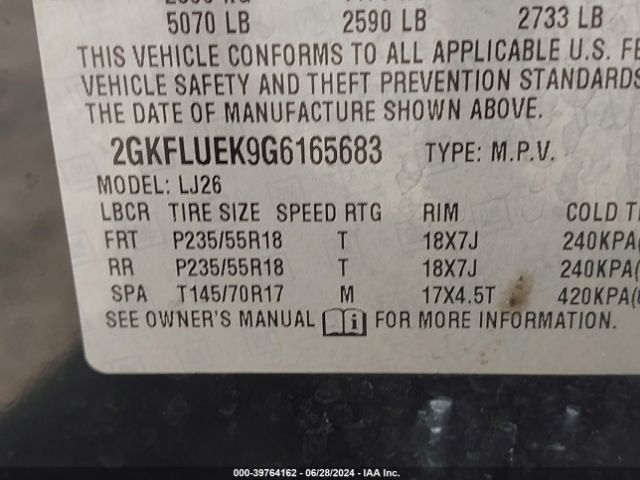 5070 LB 2590 LB 2733 LB
THIS VEHICLE CONFORMS TO ALL APPLICABLE U.S. FE
VEHICLE SAFETY AND THEFT PREVENTION STANDARDS
THE DATE OF MANUFACTURE SHOWN ABOVE.
2GKFLUEK9G6165683 TYPE: M.P.V.
MODEL: LJ26
LBCR TIRE SIZE SPEED RTG RIM COLD TI
FRT P235/55R18 T 18X7J 240KPA(
RR P235/55R18 T 18X7J 240KPA(
SPA T145/70R17 M 17X4.5T 420KPA(
SEE OWNER'S MANUAL FOR MORE INFORMATION.
000-39764162 - 06/28/2024 - IAA Inc.